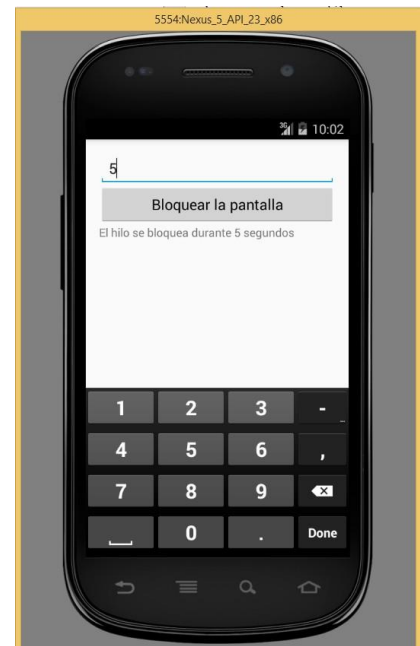 5554:Nexus_5_API_23_x86
3G 10:02
5
Bloquear la pantalla
El hilo se bloquea durante 5 segundos
1 2 3 -
4 5 6 ,
7 8 9
0 . Done